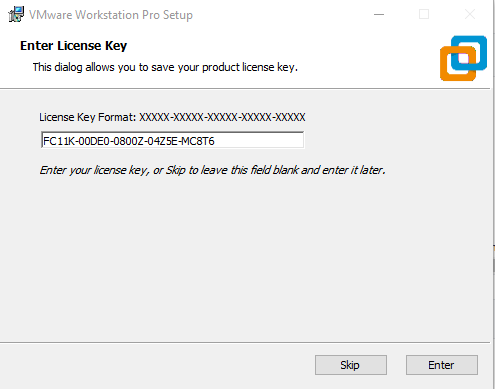 VMware Workstation Pro Setup
Enter License Key
This dialog allows you to save your product license key.
License Key Format: XXXXX-XXXXX-XXXXX-XXXXX-XXXXX
FC11K-00DE0-0800Z-04Z5E-MC8T6
Enter your license key, or Skip to leave this field blank and enter it later.
Skip
Enter